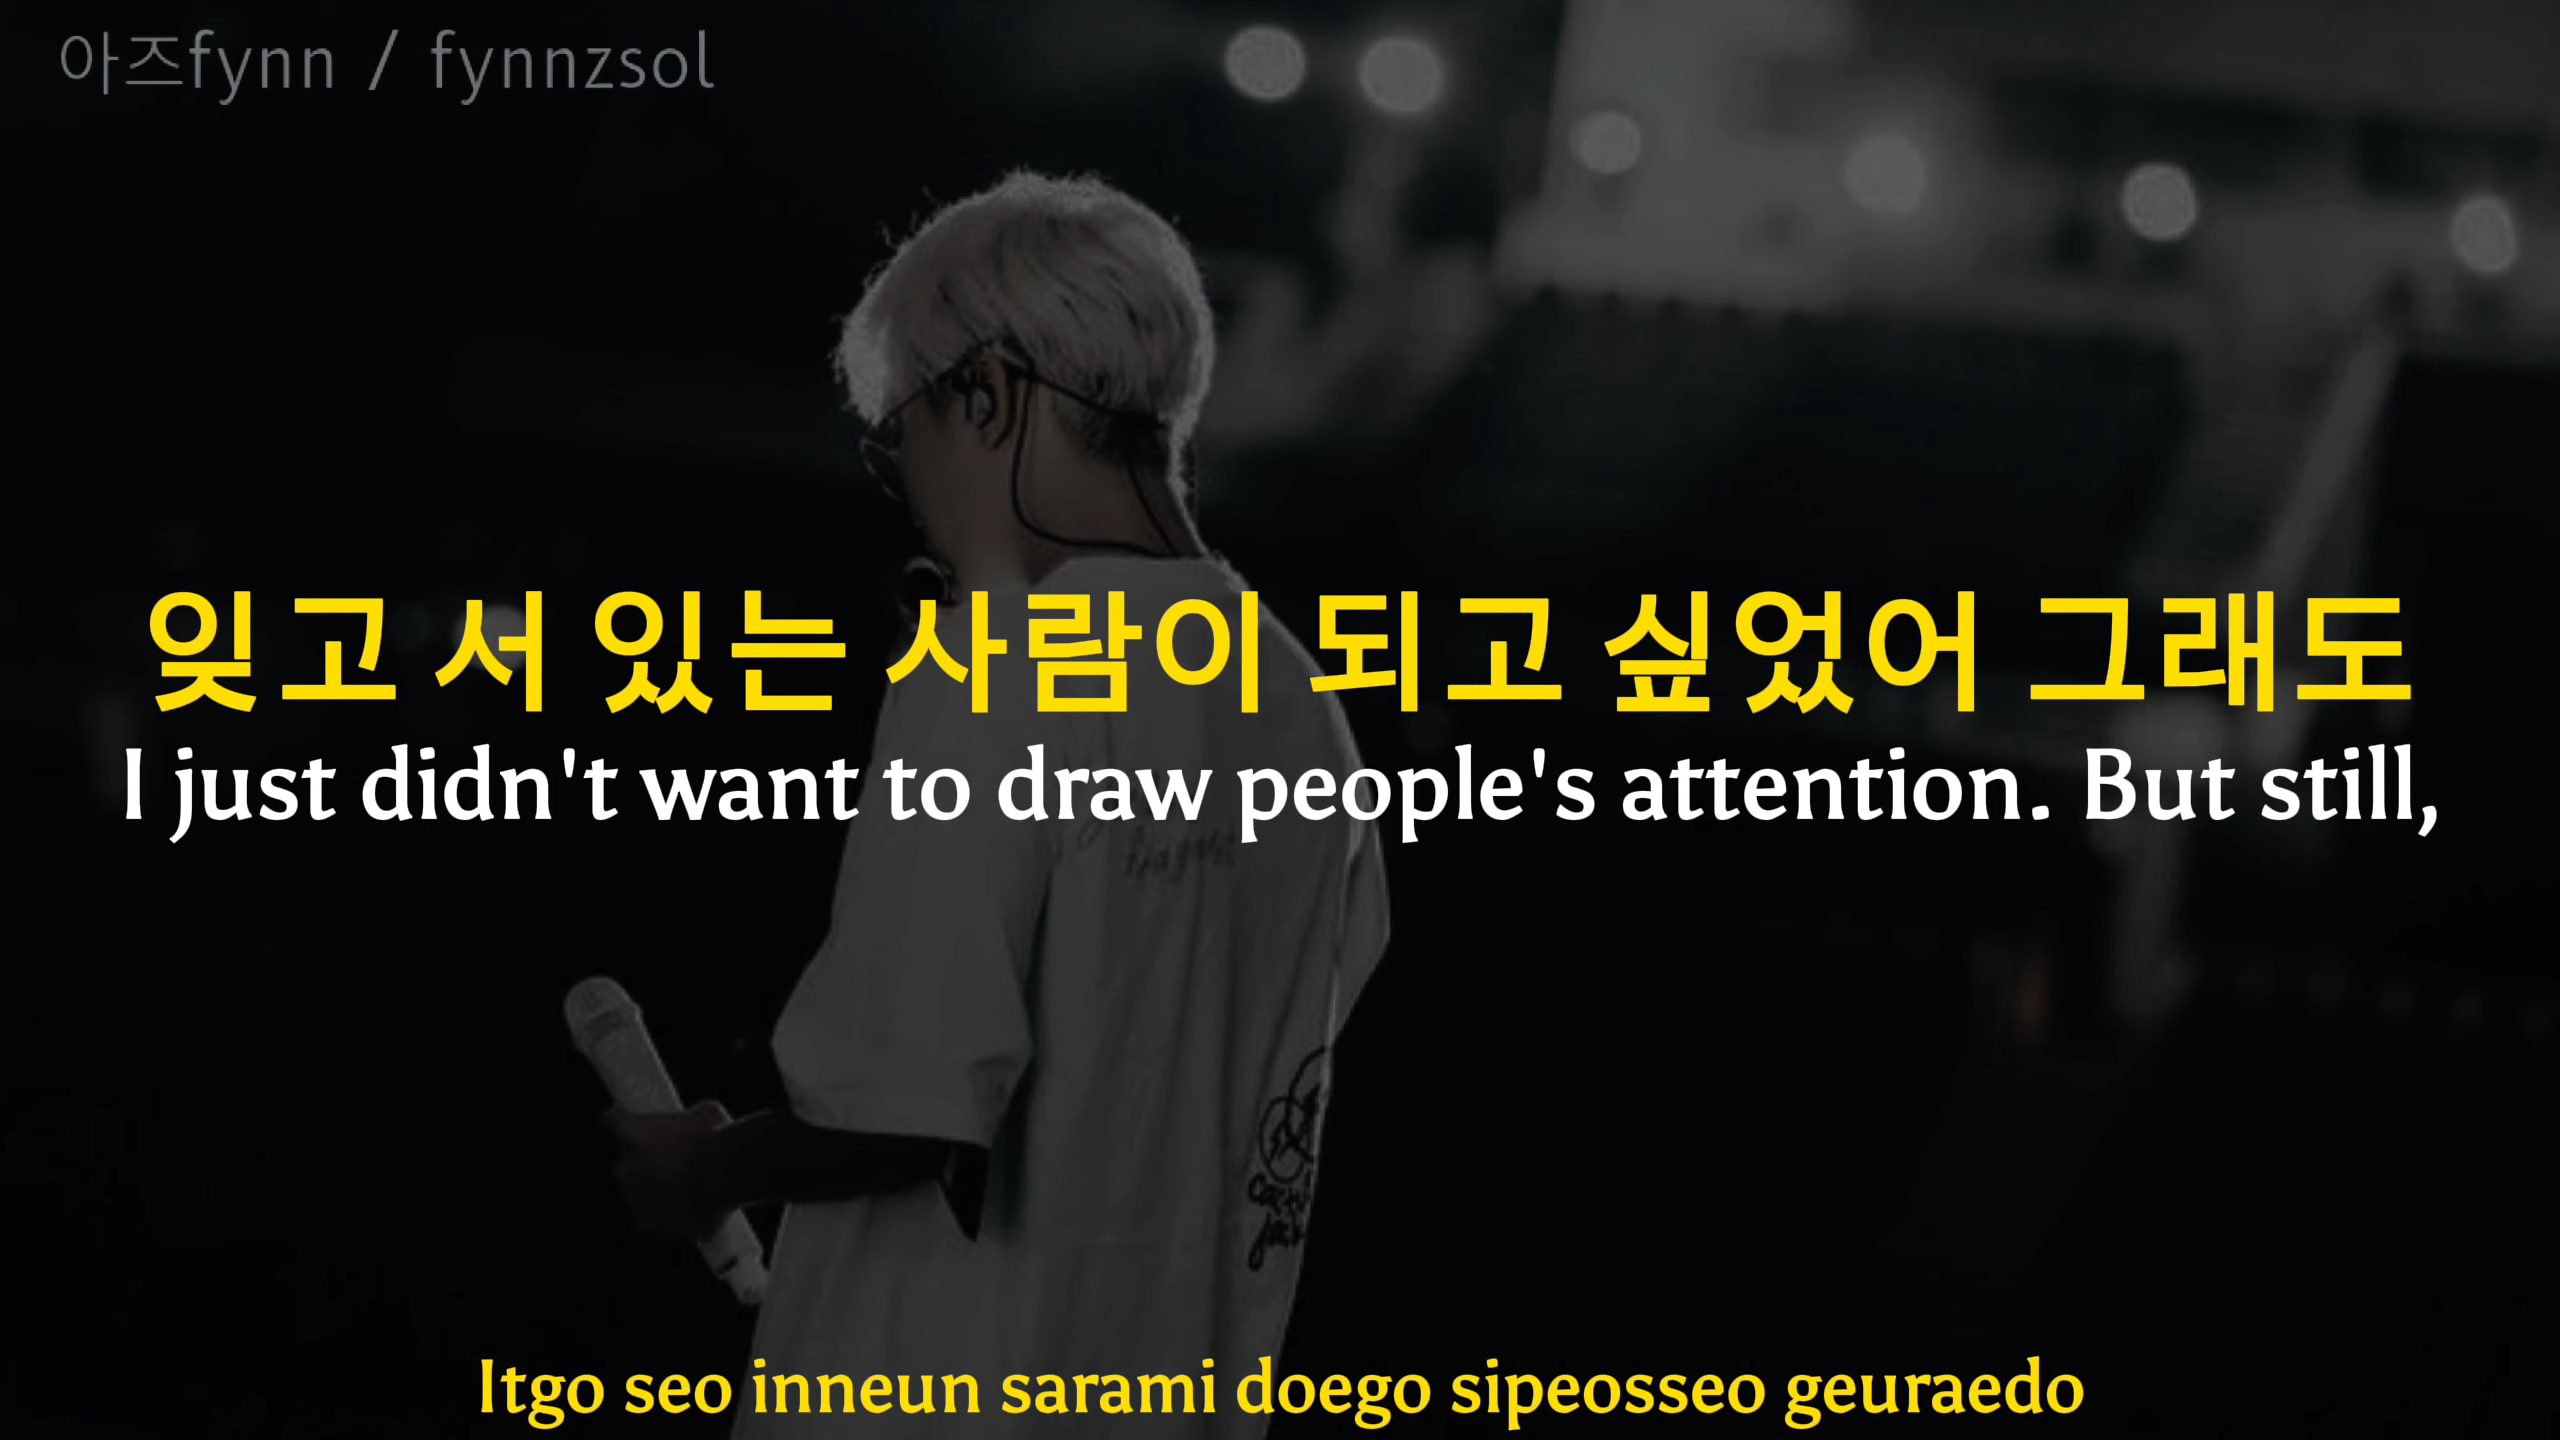 아즈fynn / fynnzsol
잊고 서 있는 사람이 되고 싶었어 그래도
I just didn't want to draw people's attention. But still,
Itgo seo inneun sarami doego sipeosseo geuraedo